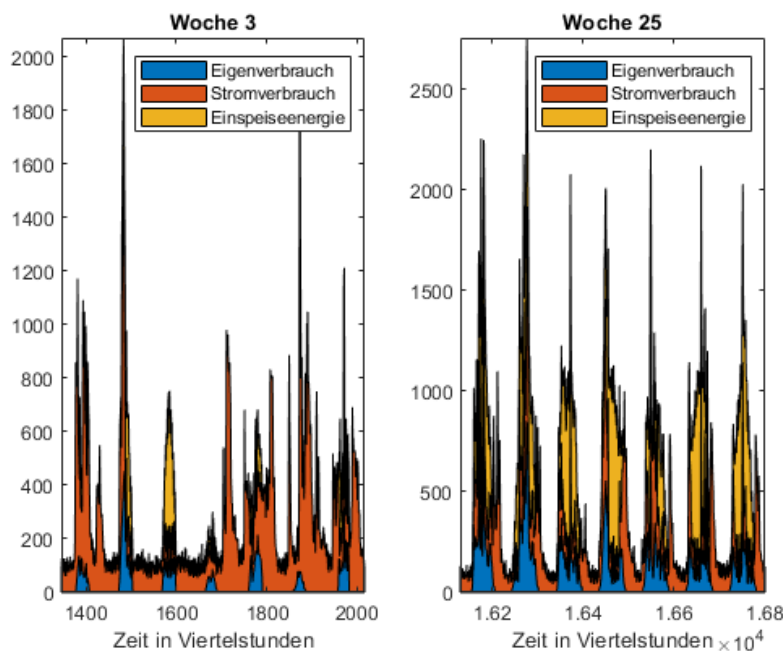 Woche 3
2000
1800
1600
1400
1200
1000
800
600
400
200
0
1400
1600
1800
2000
Zeit in Viertelstunden
Eigenverbrauch
Stromverbrauch
Einspeiseenergie
Woche 25
2500
2000
1500
1000
500
0
1.62
1.64
1.66
1.68
Zeit in Viertelstunden
×10⁴
Eigenverbrauch
Stromverbrauch
Einspeiseenergie